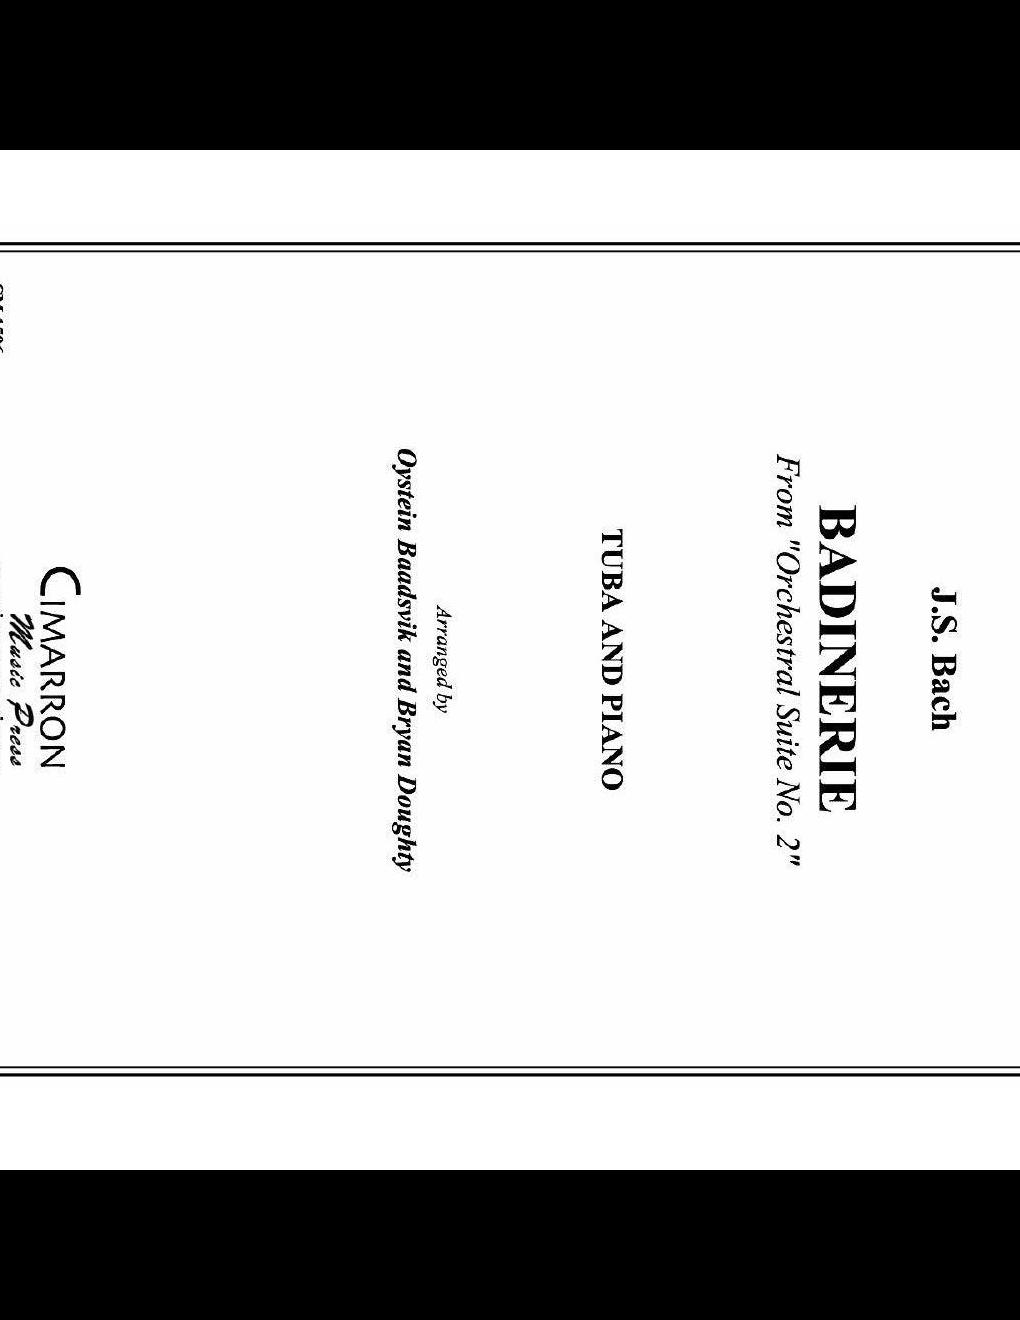 J.S. Bach
BADINERIE
From "Orchestral Suite No. 2"
TUBA AND PIANO
Arranged by
Oystein Baadsvik and Bryan Doughty
CIMARRON
Music Press